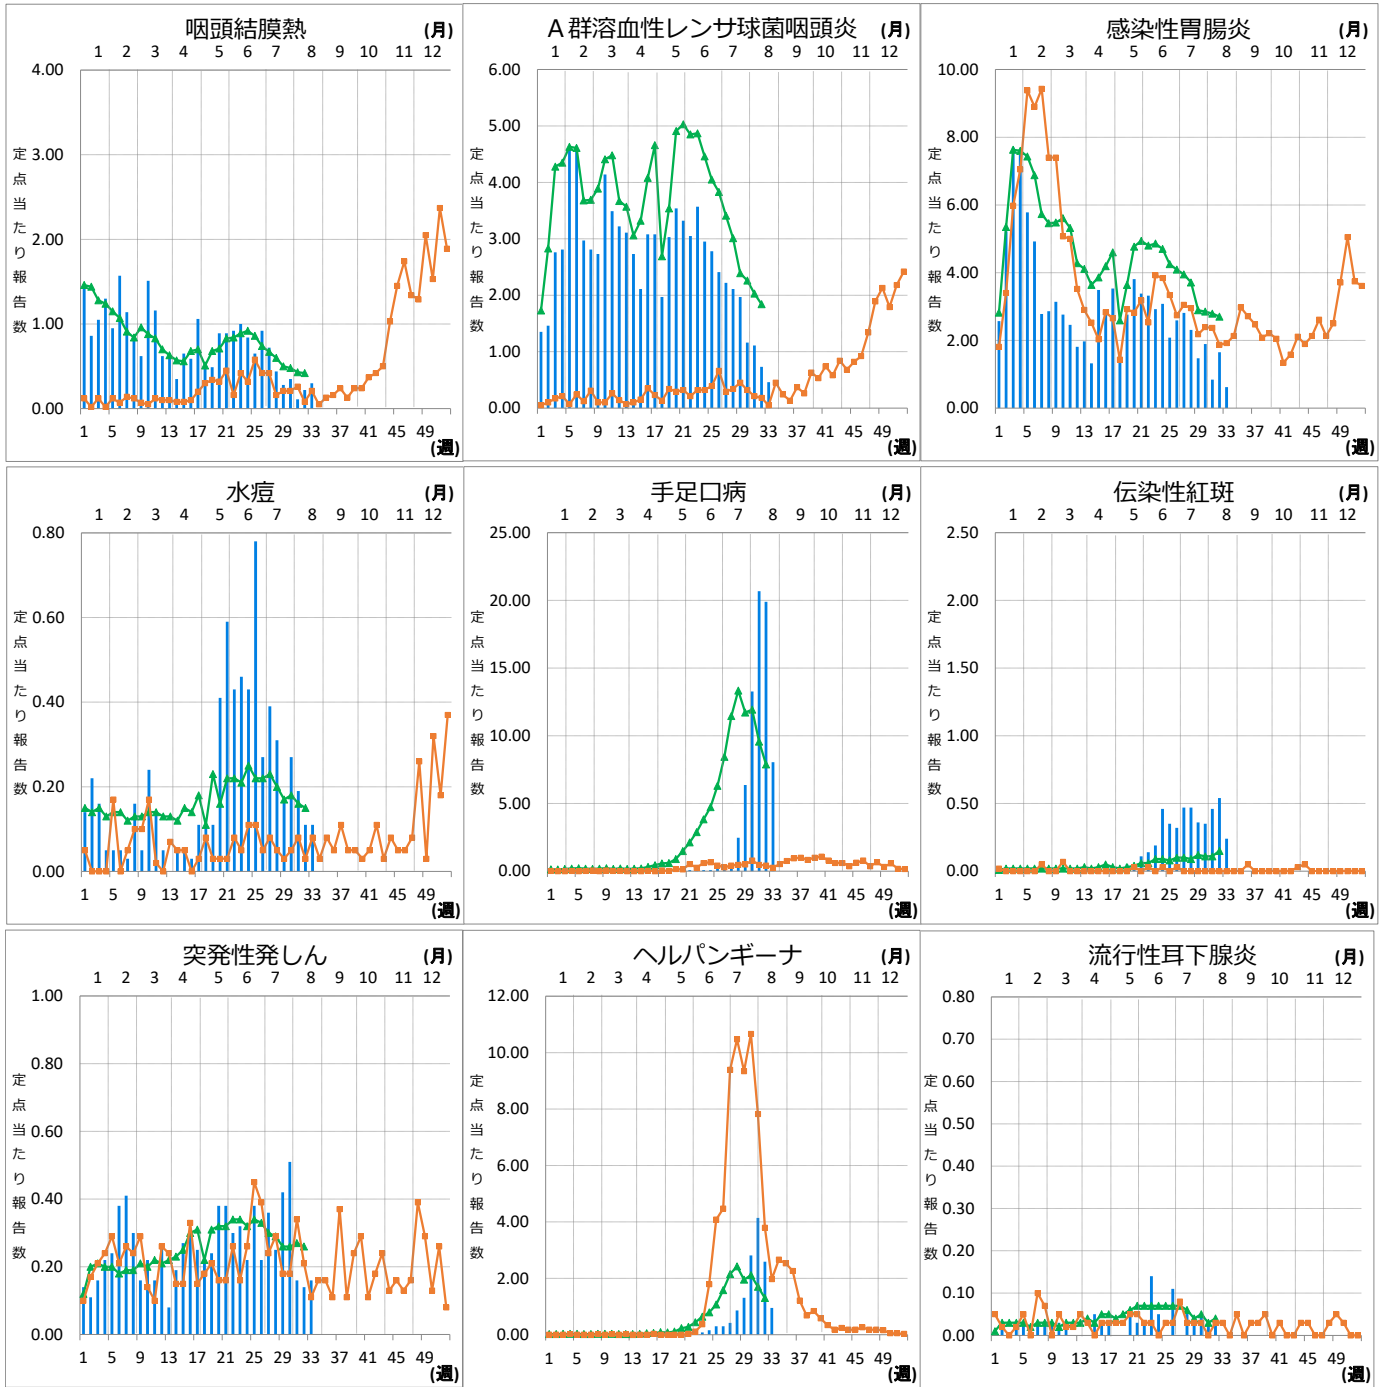 咽頭結膜熱 (月)
1 2 3 4 5 6 7 8 9 10 11 12
定点当たり報告数
4.00
3.00
2.00
1.00
0.00
1 5 9 13 17 21 25 29 33 37 41 45 49
(週)
A群溶血性レンサ球菌咽頭炎 (月)
1 2 3 4 5 6 7 8 9 10 11 12
定点当たり報告数
6.00
5.00
4.00
3.00
2.00
1.00
0.00
1 5 9 13 17 21 25 29 33 37 41 45 49
(週)
感染性胃腸炎 (月)
1 2 3 4 5 6 7 8 9 10 11 12
定点当たり報告数
10.00
8.00
6.00
4.00
2.00
0.00
1 5 9 13 17 21 25 29 33 37 41 45 49
(週)
水痘 (月)
1 2 3 4 5 6 7 8 9 10 11 12
定点当たり報告数
0.80
0.60
0.40
0.20
0.00
1 5 9 13 17 21 25 29 33 37 41 45 49
(週)
手足口病 (月)
1 2 3 4 5 6 7 8 9 10 11 12
定点当たり報告数
25.00
20.00
15.00
10.00
5.00
0.00
1 5 9 13 17 21 25 29 33 37 41 45 49
(週)
伝染性紅斑 (月)
1 2 3 4 5 6 7 8 9 10 11 12
定点当たり報告数
2.50
2.00
1.50
1.00
0.50
0.00
1 5 9 13 17 21 25 29 33 37 41 45 49
(週)
突発性発しん (月)
1 2 3 4 5 6 7 8 9 10 11 12
定点当たり報告数
1.00
0.80
0.60
0.40
0.20
0.00
1 5 9 13 17 21 25 29 33 37 41 45 49
(週)
ヘルパンギーナ (月)
1 2 3 4 5 6 7 8 9 10 11 12
定点当たり報告数
12.00
10.00
8.00
6.00
4.00
2.00
0.00
1 5 9 13 17 21 25 29 33 37 41 45 49
(週)
流行性耳下腺炎 (月)
1 2 3 4 5 6 7 8 9 10 11 12
定点当たり報告数
0.80
0.70
0.60
0.50
0.40
0.30
0.20
0.10
0.00
1 5 9 13 17 21 25 29 33 37 41 45 49
(週)